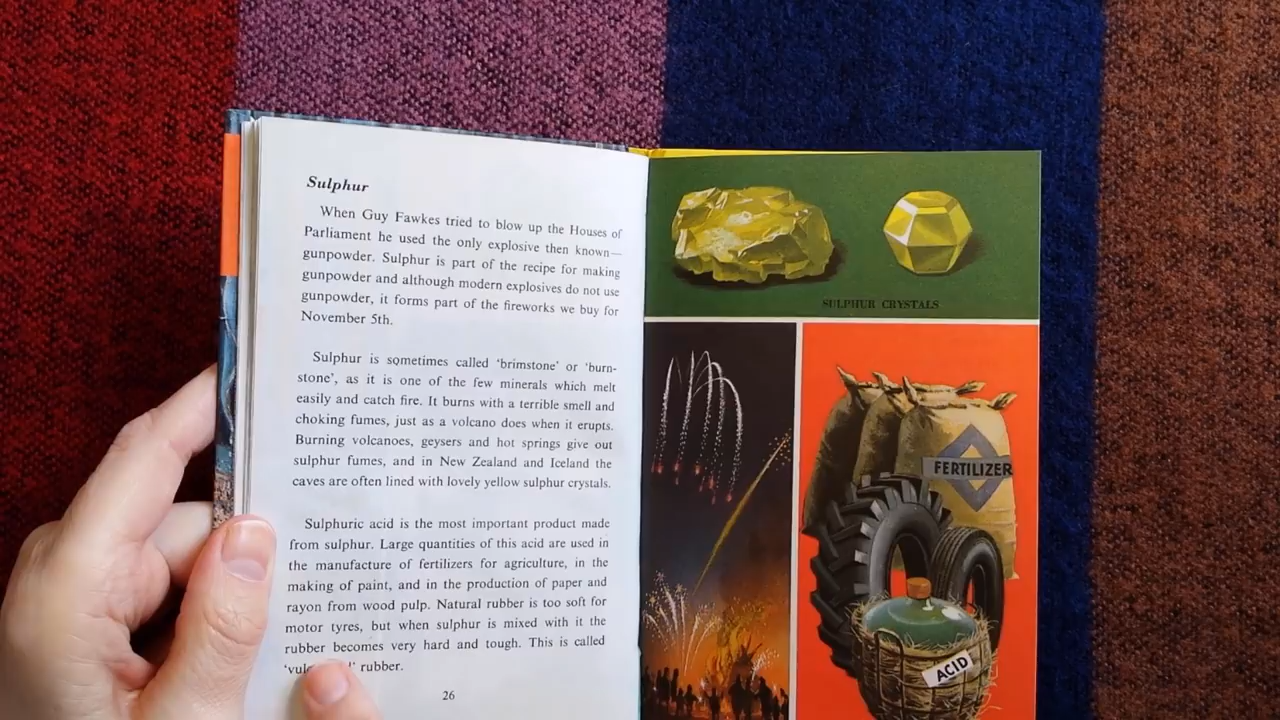 Sulphur
When Guy Fawkes tried to blow up the Houses of
Parliament he used the only explosive then known—
gunpowder. Sulphur is part of the recipe for making
gunpowder and although modern explosives do not use
gunpowder, it forms part of the fireworks we buy for
November 5th.
Sulphur is sometimes called ‘brimstone’ or ‘burn-
stone’, as it is one of the few minerals which melt
easily and catch fire. It burns with a terrible smell and
choking fumes, just as a volcano does when it erupts.
Burning volcanoes, geysers and hot springs give out
sulphur fumes, and in New Zealand and Iceland the
caves are often lined with lovely yellow sulphur crystals.
Sulphuric acid is the most important product made
from sulphur. Large quantities of this acid are used in
the manufacture of fertilizers for agriculture, in the
making of paint, and in the production of paper and
rayon from wood pulp. Natural rubber is too soft for
motor tyres, but when sulphur is mixed with it the
rubber becomes very hard and tough. This is called
rubber.
26
SULPHUR CRYSTALS
FERTILIZER
ACID